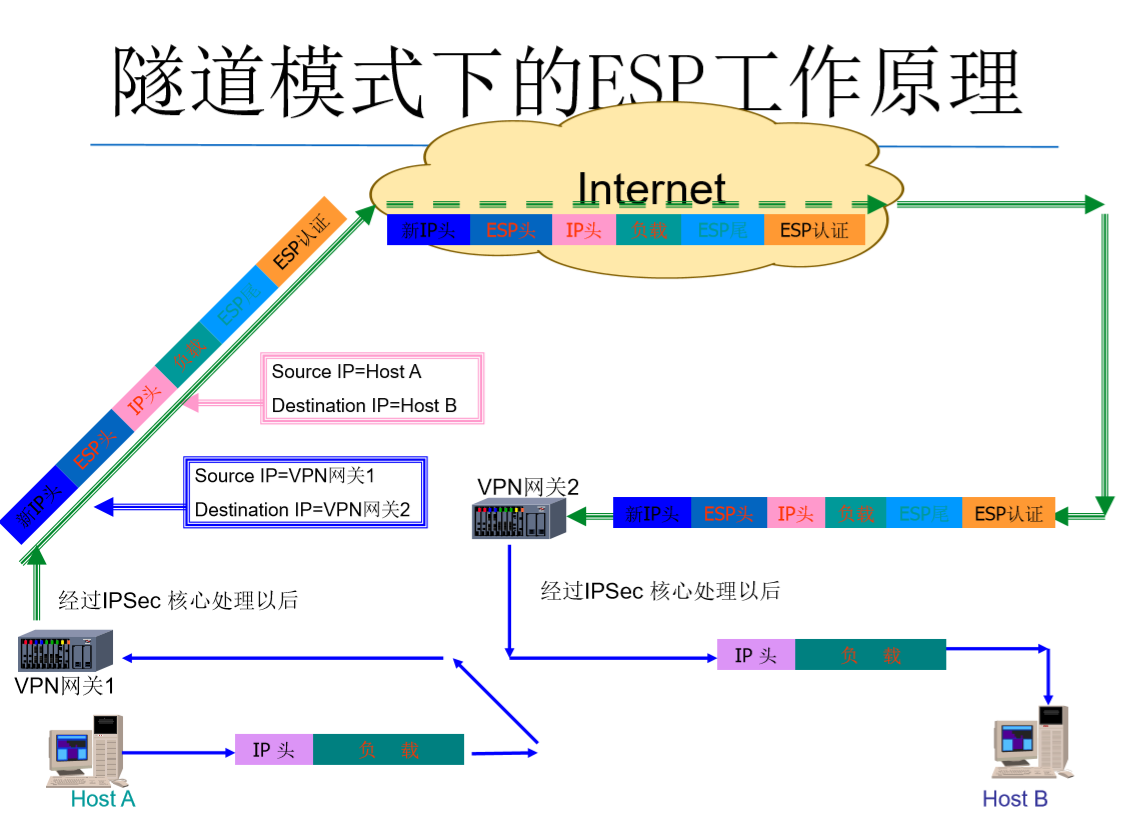 隧道模式下的ESP工作原理
Internet
新IP头 ESP头 IP头 负载 ESP尾 ESP认证
新IP头 ESP头 IP头 负载 ESP尾 ESP认证
Source IP=Host A
Destination IP=Host B
Source IP=VPN网关1
Destination IP=VPN网关2
VPN网关2
新IP头 ESP头 IP头 负载 ESP尾 ESP认证
经过IPSec 核心处理以后
经过IPSec 核心处理以后
IP 头 负 载
VPN网关1
IP 头 负 载
Host A
Host B